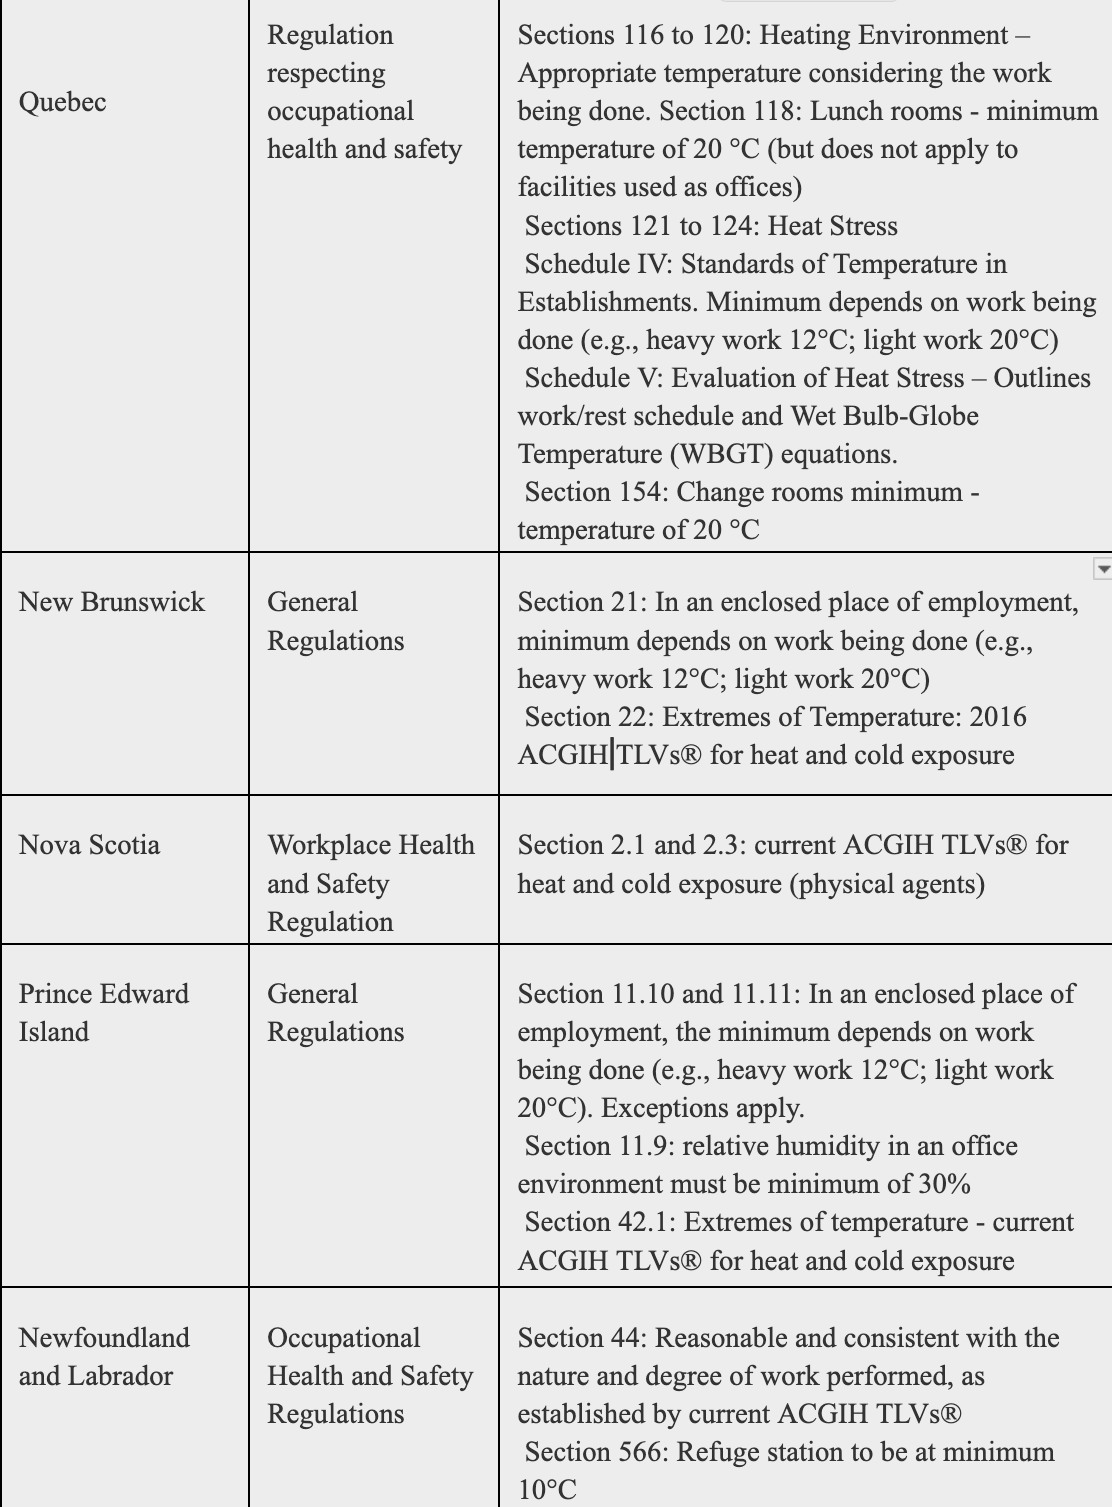 Quebec
Regulation
respecting
occupational
health and safety
Sections 116 to 120: Heating Environment –
Appropriate temperature considering the work
being done. Section 118: Lunch rooms - minimum
temperature of 20 °C (but does not apply to
facilities used as offices)
Sections 121 to 124: Heat Stress
Schedule IV: Standards of Temperature in
Establishments. Minimum depends on work being
done (e.g., heavy work 12°C; light work 20°C)
Schedule V: Evaluation of Heat Stress – Outlines
work/rest schedule and Wet Bulb-Globe
Temperature (WBGT) equations.
Section 154: Change rooms minimum -
temperature of 20 °C
New Brunswick
General
Regulations
Section 21: In an enclosed place of employment,
minimum depends on work being done (e.g.,
heavy work 12°C; light work 20°C)
Section 22: Extremes of Temperature: 2016
ACGIH TLVs® for heat and cold exposure
Nova Scotia
Workplace Health
and Safety
Regulation
Section 2.1 and 2.3: current ACGIH TLVs® for
heat and cold exposure (physical agents)
Prince Edward
Island
General
Regulations
Section 11.10 and 11.11: In an enclosed place of
employment, the minimum depends on work
being done (e.g., heavy work 12°C; light work
20°C). Exceptions apply.
Section 11.9: relative humidity in an office
environment must be minimum of 30%
Section 42.1: Extremes of temperature - current
ACGIH TLVs® for heat and cold exposure
Newfoundland
and Labrador
Occupational
Health and Safety
Regulations
Section 44: Reasonable and consistent with the
nature and degree of work performed, as
established by current ACGIH TLVs®
Section 566: Refuge station to be at minimum
10°C